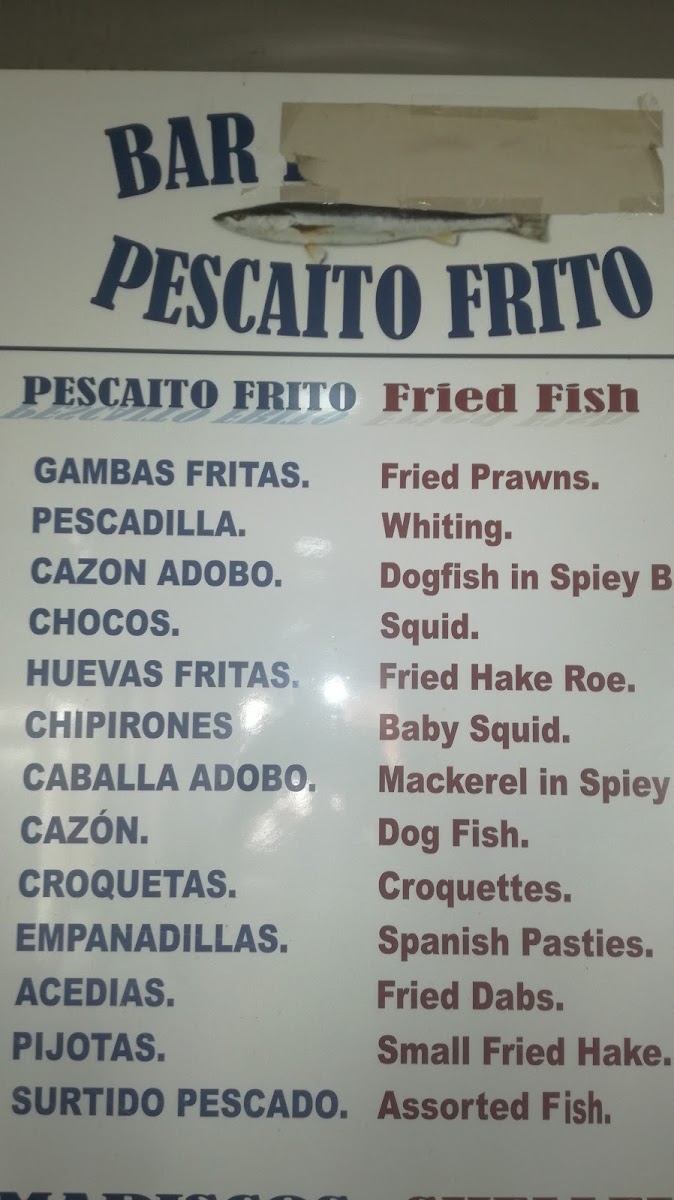 BAR
PESCAITO FRITO
PESCAITO FRITO Fried Fish
GAMBAS FRITAS. Fried Prawns.
PESCADILLA. Whiting.
CAZON ADOBO. Dogfish in Spiey B
CHOCOS. Squid.
HUEVAS FRITAS. Fried Hake Roe.
CHIPIRONES Baby Squid.
CABALLA ADOBO. Mackerel in Spiey
CAZÓN. Dog Fish.
CROQUETAS. Croquettes.
EMPANADILLAS. Spanish Pasties.
ACEDIAS. Fried Dabs.
PIJOTAS. Small Fried Hake.
SURTIDO PESCADO. Assorted Fish.